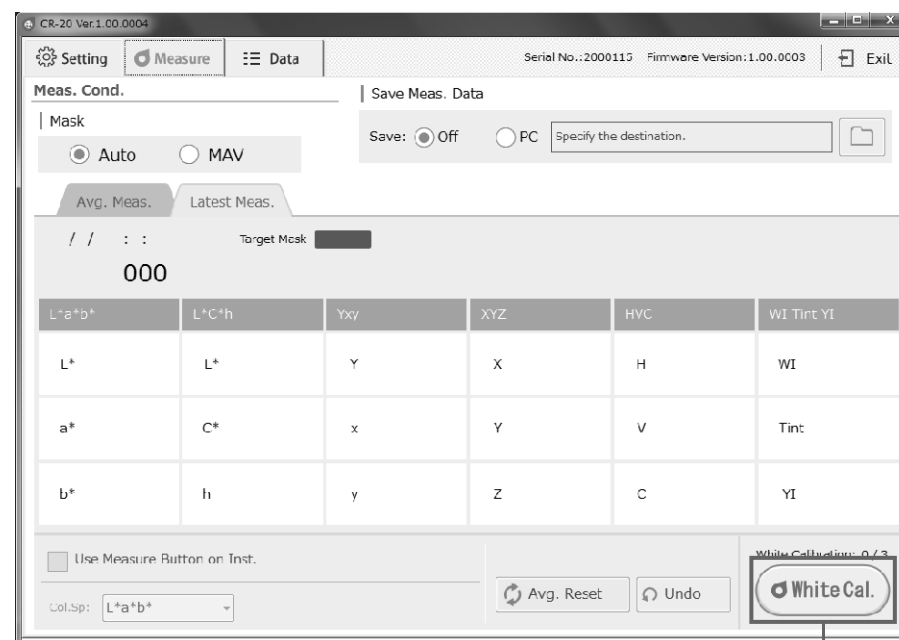 CR-20 Ver.1.00.0004
Setting Measure Data Serial No.:2000115 Firmware Version:1.00.0003 Exit
Meas. Cond.
Save Meas. Data
Mask
Save: Off PC Specify the destination.
Auto MAV
Avg. Meas. Latest Meas.
/ / : : Target Mask
000
L*a*b* L*C*h Yxy XYZ HVC WI Tint YI
L* L* Y X H WI
a* C* x Y V Tint
b* h y Z C YI
Use Measure Button on Inst.
White Calibration: 0/3
Col.Sp: L*a*b* Avg. Reset Undo White Cal.